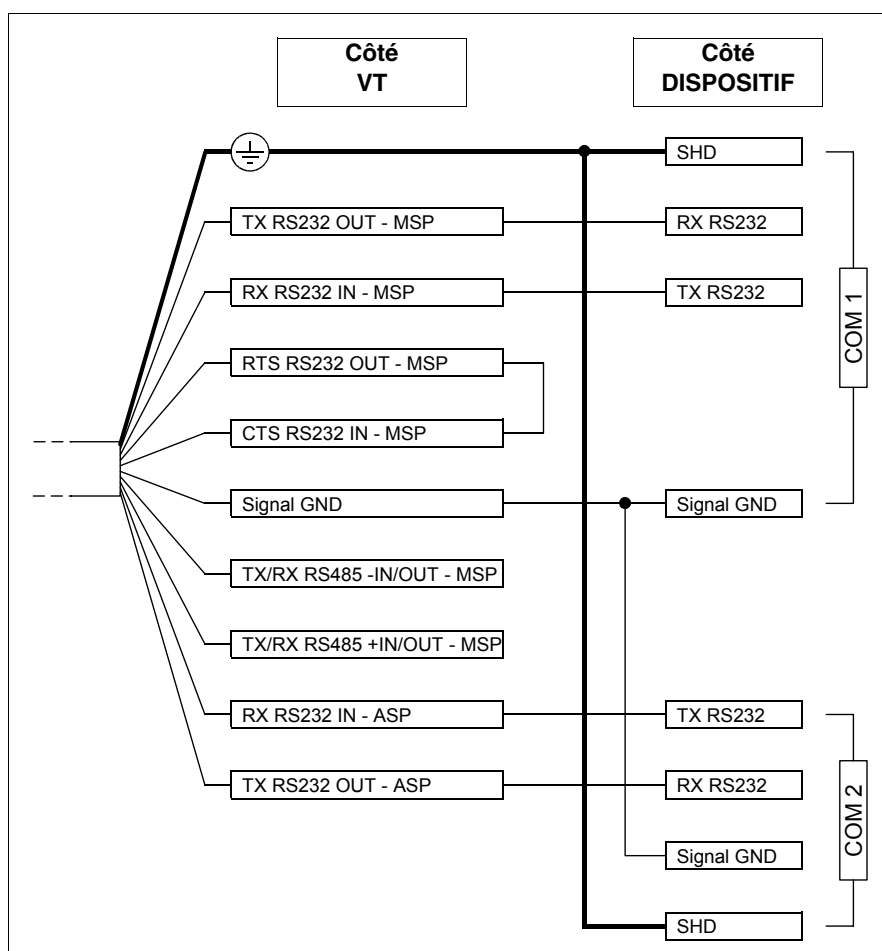 Côté
VT
Côté
DISPOSITIF
SHD
TX RS232 OUT - MSP
RX RS232
RX RS232 IN - MSP
TX RS232
COM 1
RTS RS232 OUT - MSP
CTS RS232 IN - MSP
Signal GND
Signal GND
TX/RX RS485 -IN/OUT - MSP
TX/RX RS485 +IN/OUT - MSP
RX RS232 IN - ASP
TX RS232
TX RS232 OUT - ASP
RX RS232
COM 2
Signal GND
SHD